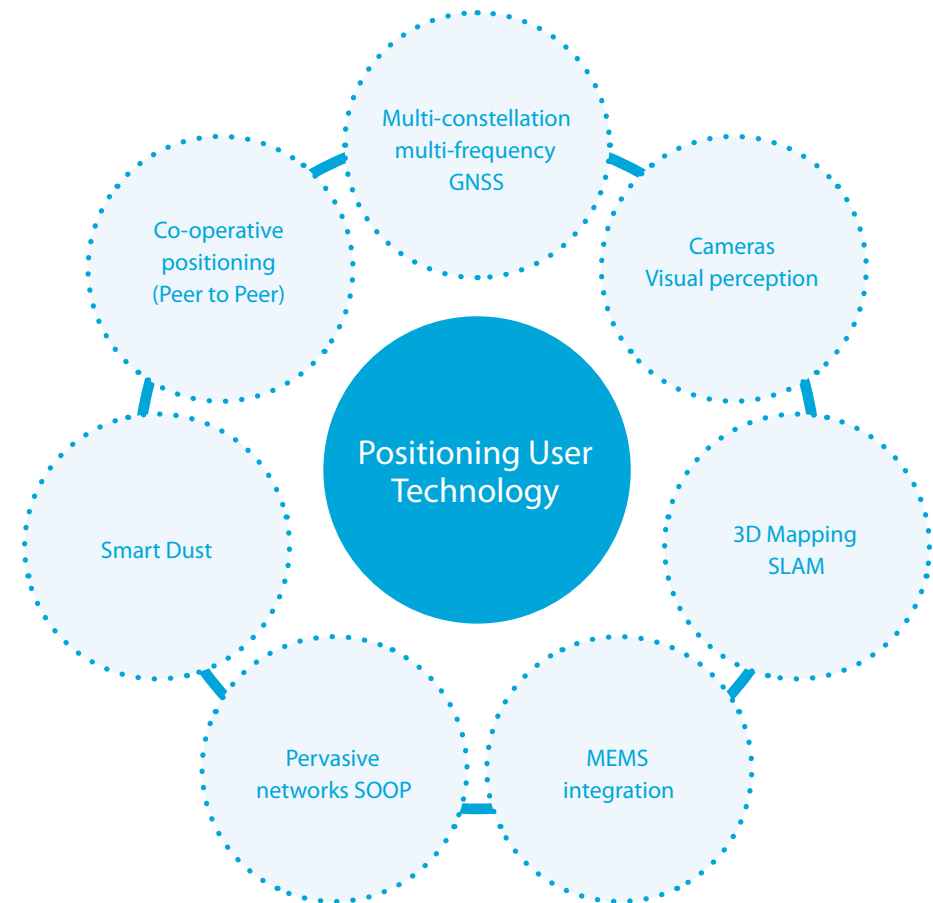 Multi-constellation
multi-frequency
GNSS
Cameras
Visual perception
3D Mapping
SLAM
MEMS
integration
Pervasive
networks SOOP
Smart Dust
Co-operative
positioning
(Peer to Peer)
Positioning User
Technology